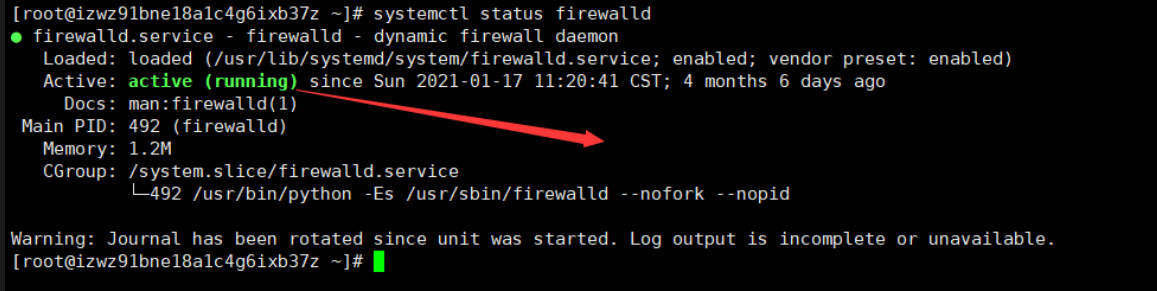 [root@izwz91bne18a1c4g6ixb37z ~]# systemctl status firewalld
● firewalld.service - firewalld - dynamic firewall daemon
   Loaded: loaded (/usr/lib/systemd/system/firewalld.service; enabled; vendor preset: enabled)
   Active: active (running) since Sun 2021-01-17 11:20:41 CST; 4 months 6 days ago
     Docs: man:firewalld(1)
 Main PID: 492 (firewalld)
   Memory: 1.2M
   CGroup: /system.slice/firewalld.service
           └─492 /usr/bin/python -Es /usr/sbin/firewalld --nofork --nopid
Warning: Journal has been rotated since unit was started. Log output is incomplete or unavailable.
[root@izwz91bne18a1c4g6ixb37z ~]#